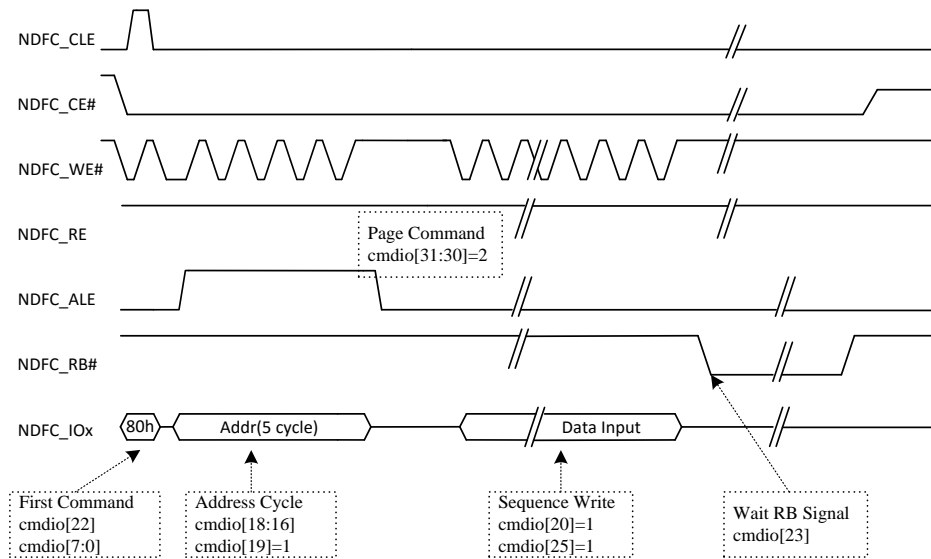 NDFC_CLE
NDFC_CE#
NDFC_WE#
NDFC_RE
Page Command
cmdio[31:30]=2
NDFC_ALE
NDFC_RB#
NDFC_IOx
80h
Addr(5 cycle)
Data Input
First Command
cmdio[22]
cmdio[7:0]
Address Cycle
cmdio[18:16]
cmdio[19]=1
Sequence Write
cmdio[20]=1
cmdio[25]=1
Wait RB Signal
cmdio[23]